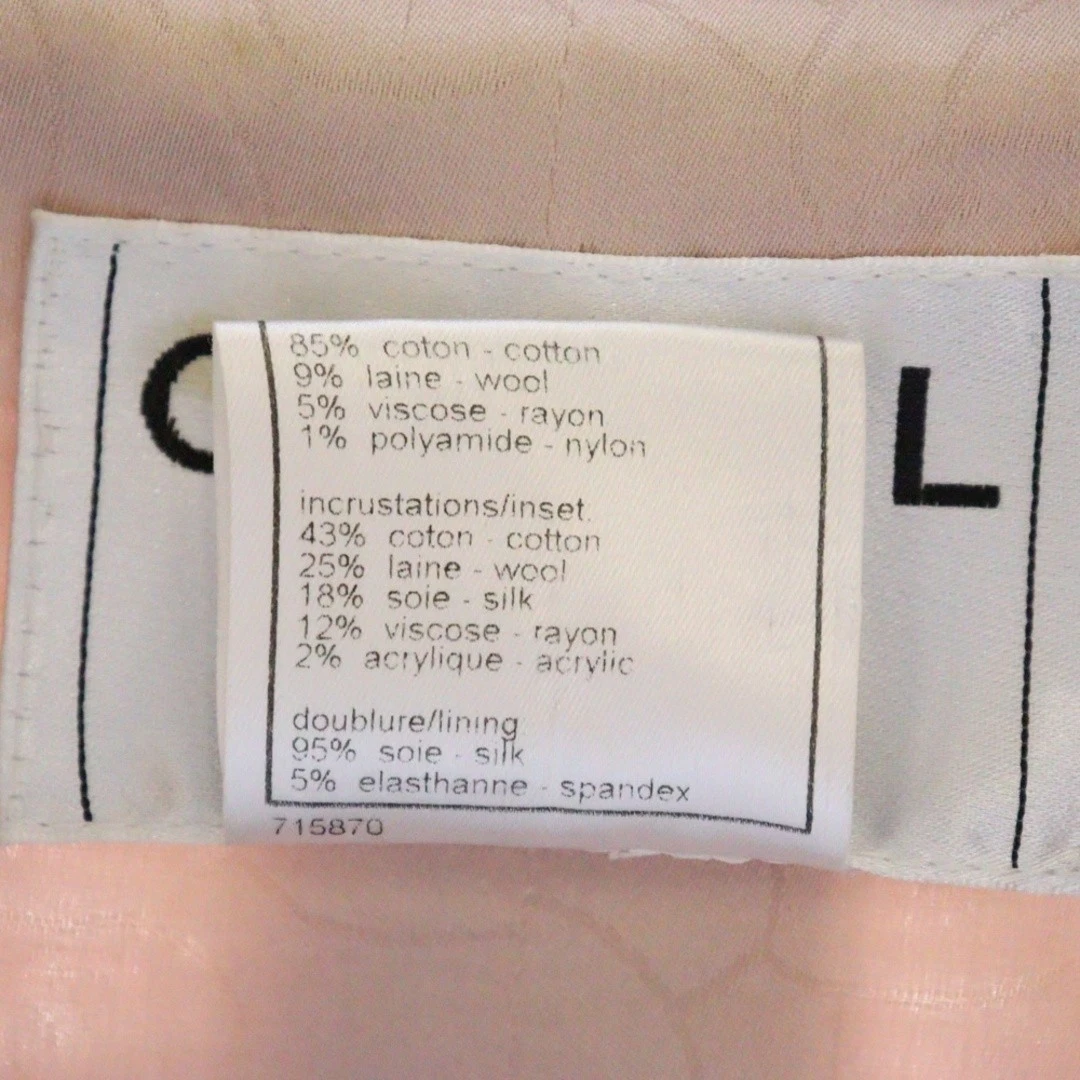 85% coton - cotton
9% laine - wool
5% viscose - rayon
1% polyamide - nylon
incrustations/inset.
43% coton - cotton
25% laine - wool
18% soie - silk
12% viscose - rayon
2% acrylique - acrylic
doublure/lining
95% soie - silk
5% elasthanne - spandex
715870
L